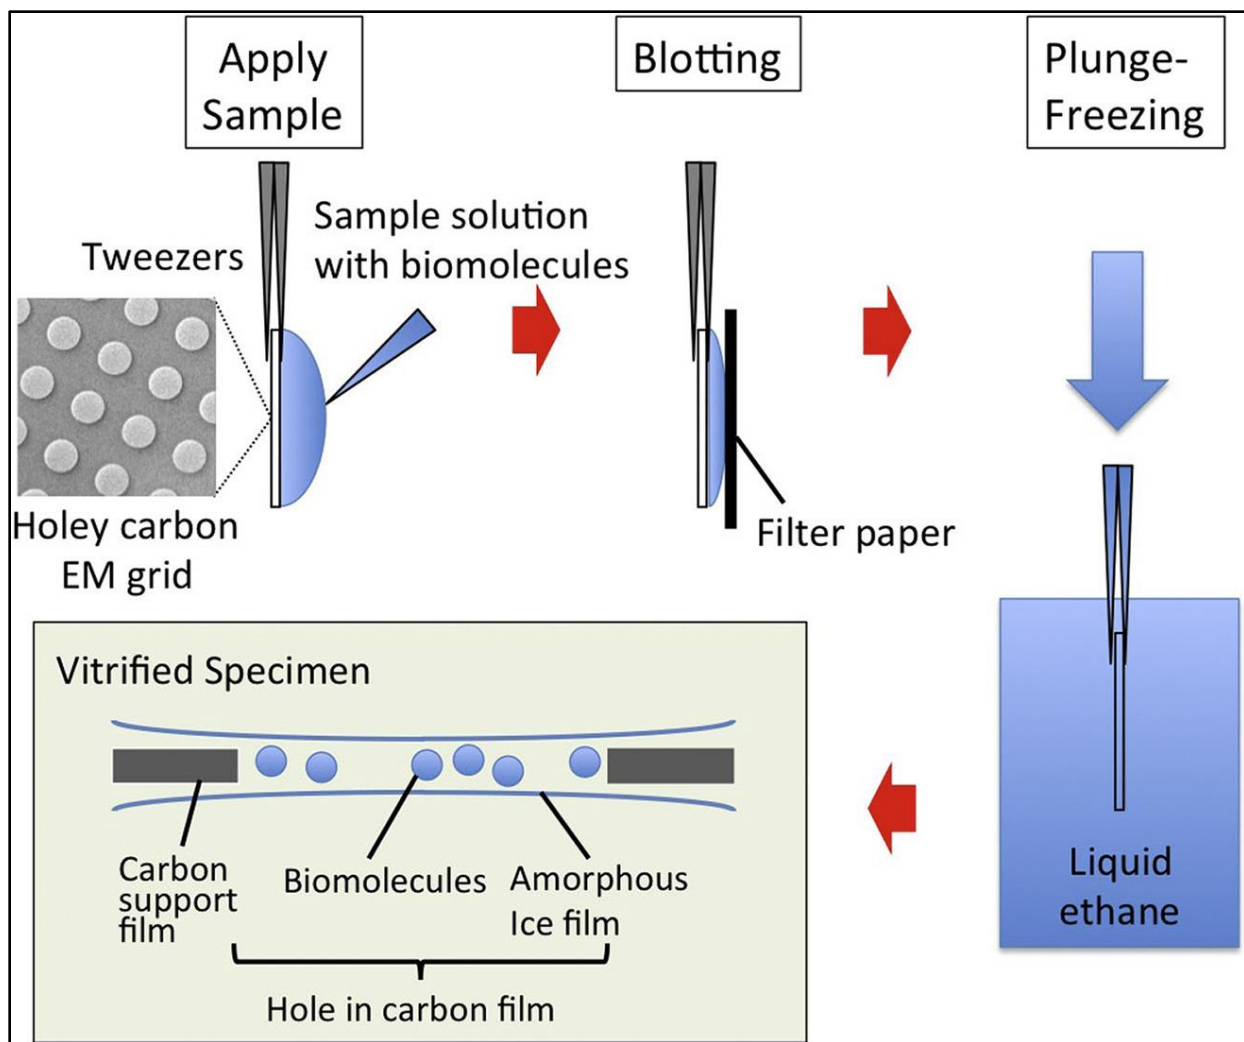 Apply
Sample
Blotting
Plunge-
Freezing
Tweezers
Sample solution
with biomolecules
Holey carbon
EM grid
Filter paper
Liquid
ethane
Vitrified Specimen
Carbon
support
film
Biomolecules
Amorphous
Ice film
Hole in carbon film